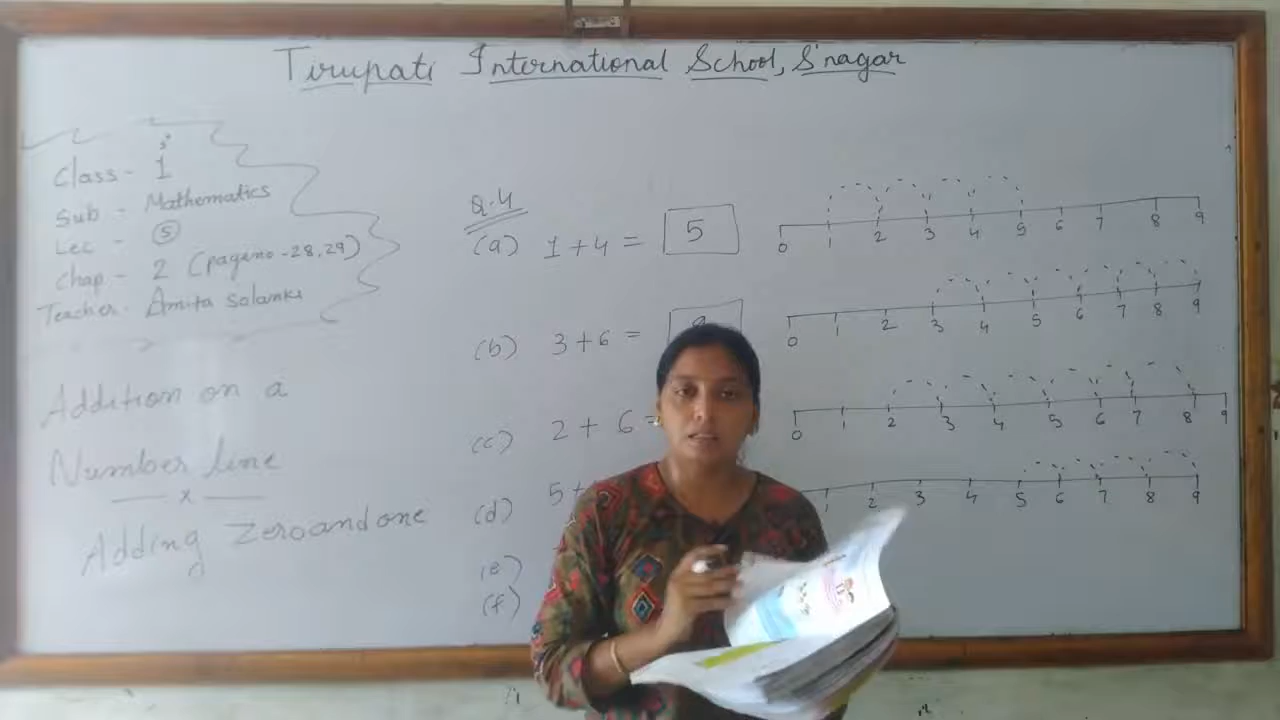 Tirupati International School, S'nagar
Class - 1st
Sub - Mathematics
Lec - 5
Chap - 2 (page no - 28, 29)
Teacher - Amita Solanki
Addition on a
Number line
x
Adding Zero and one
Q.4
(a) 1 + 4 = 5
0 1 2 3 4 5 6 7 8 9
(b) 3 + 6 =
0 1 2 3 4 5 6 7 8 9
(c) 2 + 6 =
0 1 2 3 4 5 6 7 8 9
(d) 5 +
1 2 3 4 5 6 7 8 9
(e)
(f)